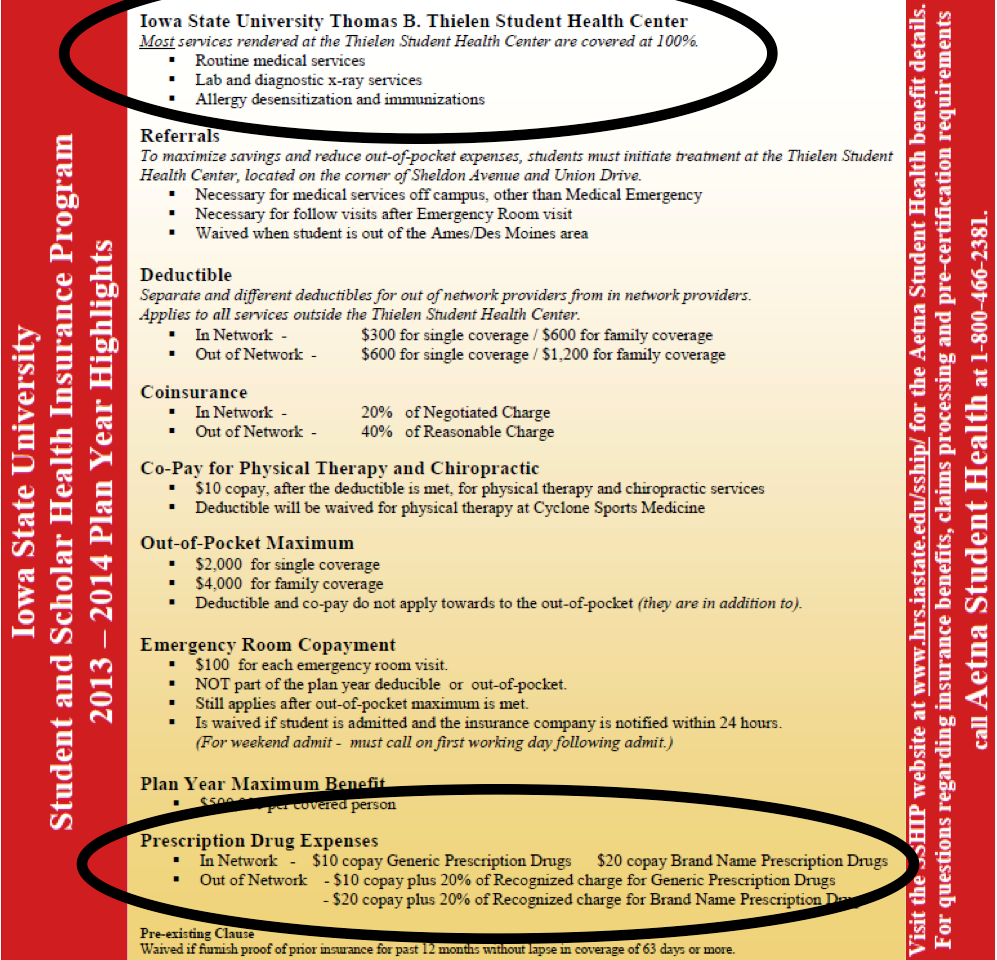 Iowa State University
Student and Scholar Health Insurance Program
2013 – 2014 Plan Year Highlights
Iowa State University Thomas B. Thielen Student Health Center
Most services rendered at the Thielen Student Health Center are covered at 100%.
▪ Routine medical services
▪ Lab and diagnostic x-ray services
▪ Allergy desensitization and immunizations
Referrals
To maximize savings and reduce out-of-pocket expenses, students must initiate treatment at the Thielen Student
Health Center, located on the corner of Sheldon Avenue and Union Drive.
▪ Necessary for medical services off campus, other than Medical Emergency
▪ Necessary for follow visits after Emergency Room visit
▪ Waived when student is out of the Ames/Des Moines area
Deductible
Separate and different deductibles for out of network providers from in network providers.
Applies to all services outside the Thielen Student Health Center.
▪ In Network - $300 for single coverage / $600 for family coverage
▪ Out of Network - $600 for single coverage / $1,200 for family coverage
Coinsurance
▪ In Network - 20% of Negotiated Charge
▪ Out of Network - 40% of Reasonable Charge
Co-Pay for Physical Therapy and Chiropractic
▪ $10 copay, after the deductible is met, for physical therapy and chiropractic services
▪ Deductible will be waived for physical therapy at Cyclone Sports Medicine
Out-of-Pocket Maximum
▪ $2,000 for single coverage
▪ $4,000 for family coverage
▪ Deductible and co-pay do not apply towards to the out-of-pocket (they are in addition to).
Emergency Room Copayment
▪ $100 for each emergency room visit.
▪ NOT part of the plan year deducible or out-of-pocket.
▪ Still applies after out-of-pocket maximum is met.
▪ Is waived if student is admitted and the insurance company is notified within 24 hours.
(For weekend admit - must call on first working day following admit.)
Plan Year Maximum Benefit
▪ per covered person
Prescription Drug Expenses
▪ In Network - $10 copay Generic Prescription Drugs $20 copay Brand Name Prescription Drugs
▪ Out of Network - $10 copay plus 20% of Recognized charge for Generic Prescription Drugs
- $20 copay plus 20% of Recognized charge for Brand Name Prescription
Pre-existing Clause
Waived if furnish proof of prior insurance for past 12 months without lapse in coverage of 63 days or more.
Visit the SSHIP website at www.hrs.iastate.edu/sship/ for the Aetna Student Health benefit details.
For questions regarding insurance benefits, claims processing and pre-certification requirements
call Aetna Student Health at 1-800-466-2381.